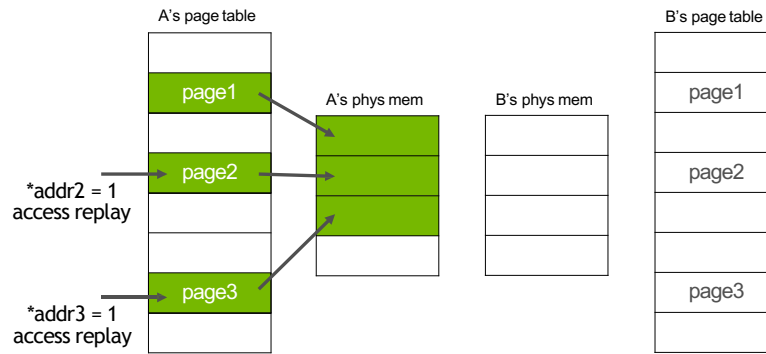 A's page table
B's page table
A's phys mem
B's phys mem
page1
page1
page2
page2
*addr2 = 1
access replay
page3
page3
*addr3 = 1
access replay